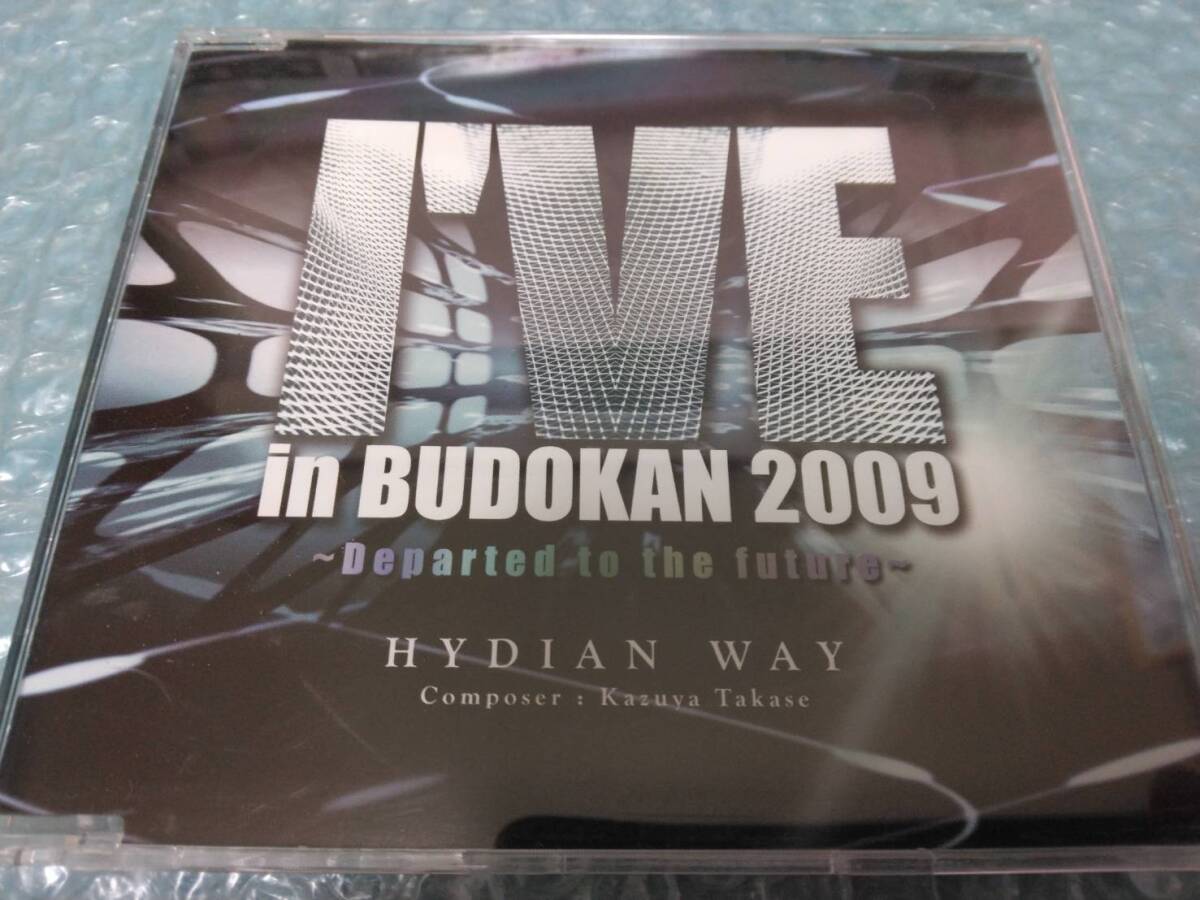 I'VE
in BUDOKAN 2009
~Departed to the future~
HYDIAN WAY
Composer : Kazuya Takase